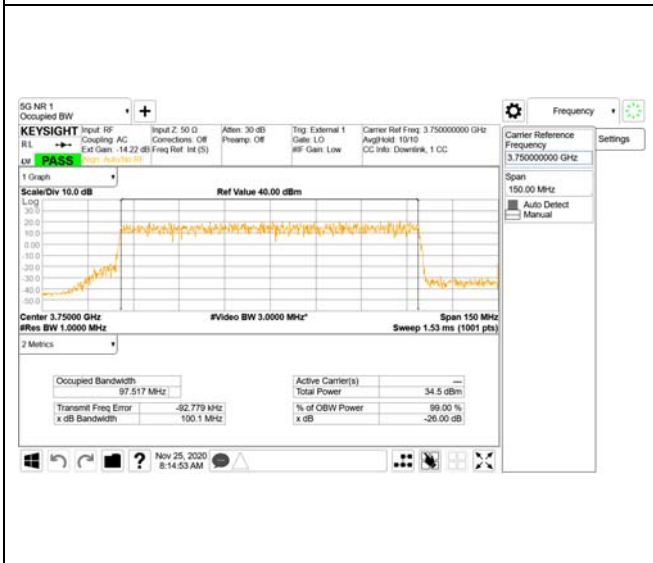 5G NR 1
Occupied BW
Frequency
KEYSIGHT
Input: RF
Coupling: AC
Ext Gain: -14.22 dB
Align: Auto/No RF
Input Z: 50 Ω
Corrections: Off
Freq Ref: Int (S)
Atten: 30 dB
Preamp: Off
Trig: External 1
Gate: LO
#IF Gain: Low
Carrier Ref Freq: 3.750000000 GHz
Avg|Hold: 10/10
CC Info: Downlink, 1 CC
RL
PASS
Carrier Reference
Frequency
3.750000000 GHz
Settings
Span
150.00 MHz
Auto Detect
Manual
1 Graph
Scale/Div 10.0 dB
Ref Value 40.00 dBm
Log
30.0
20.0
10.0
0.00
-10.0
-20.0
-30.0
-40.0
-50.0
Center 3.75000 GHz
#Video BW 3.0000 MHz*
Span 150 MHz
#Res BW 1.0000 MHz
Sweep 1.53 ms (1001 pts)
2 Metrics
Occupied Bandwidth
97.517 MHz
Active Carrier(s) ---
Total Power 34.5 dBm
Transmit Freq Error -92.779 kHz
x dB Bandwidth 100.1 MHz
% of OBW Power 99.00 %
x dB -26.00 dB
?
Nov 25, 2020
8:14:53 AM